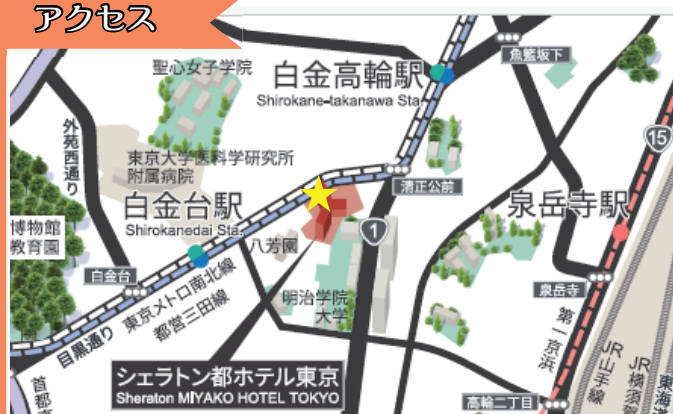 アクセス
聖心女子学院
白金高輪駅
Shirokane-takanawa Sta.
魚籃坂下
15
外苑西通り
東京大学医科学研究所
附属病院
清正公前
白金台駅
Shirokanedai Sta.
泉岳寺駅
博物館
教育園
八芳園
1
白金台
東京メトロ南北線
都営三田線
明治学院
大学
泉岳寺
目黒通り
第一京浜
シェラトン都ホテル東京
Sheraton MIYAKO HOTEL TOKYO
JR山手線
JR横須
東海道
首都高
高輪二丁目